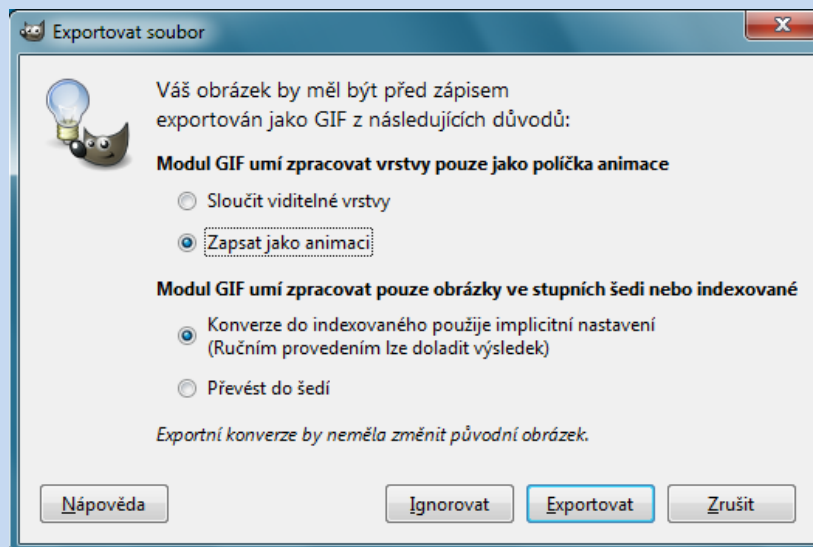 Exportovat soubor
Váš obrázek by měl být před zápisem
exportován jako GIF z následujících důvodů:
Modul GIF umí zpracovat vrstvy pouze jako políčka animace
Sloučit viditelné vrstvy
Zapsat jako animaci
Modul GIF umí zpracovat pouze obrázky ve stupních šedi nebo indexované
Konverze do indexovaného použije implicitní nastavení
(Ručním provedením lze doladit výsledek)
Převést do šedí
Exportní konverze by neměla změnit původní obrázek.
Nápověda Ignorovat Exportovat Zrušit